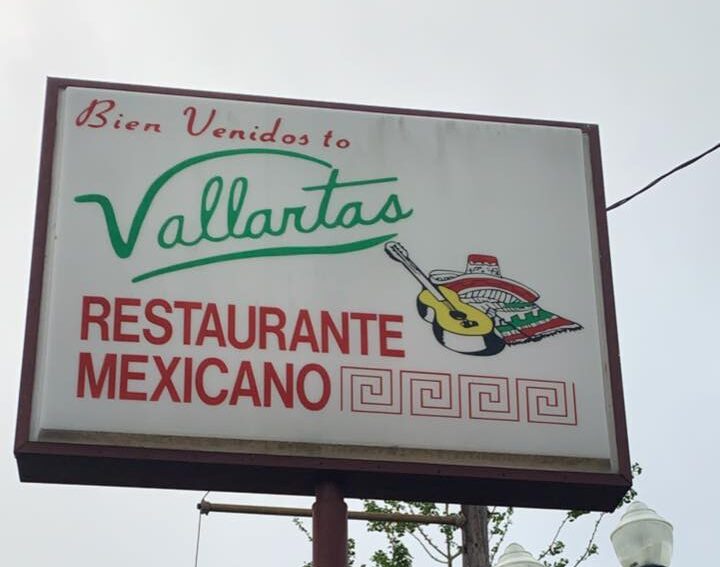 Bien Venidos to
Vallartas
RESTAURANTE
MEXICANO